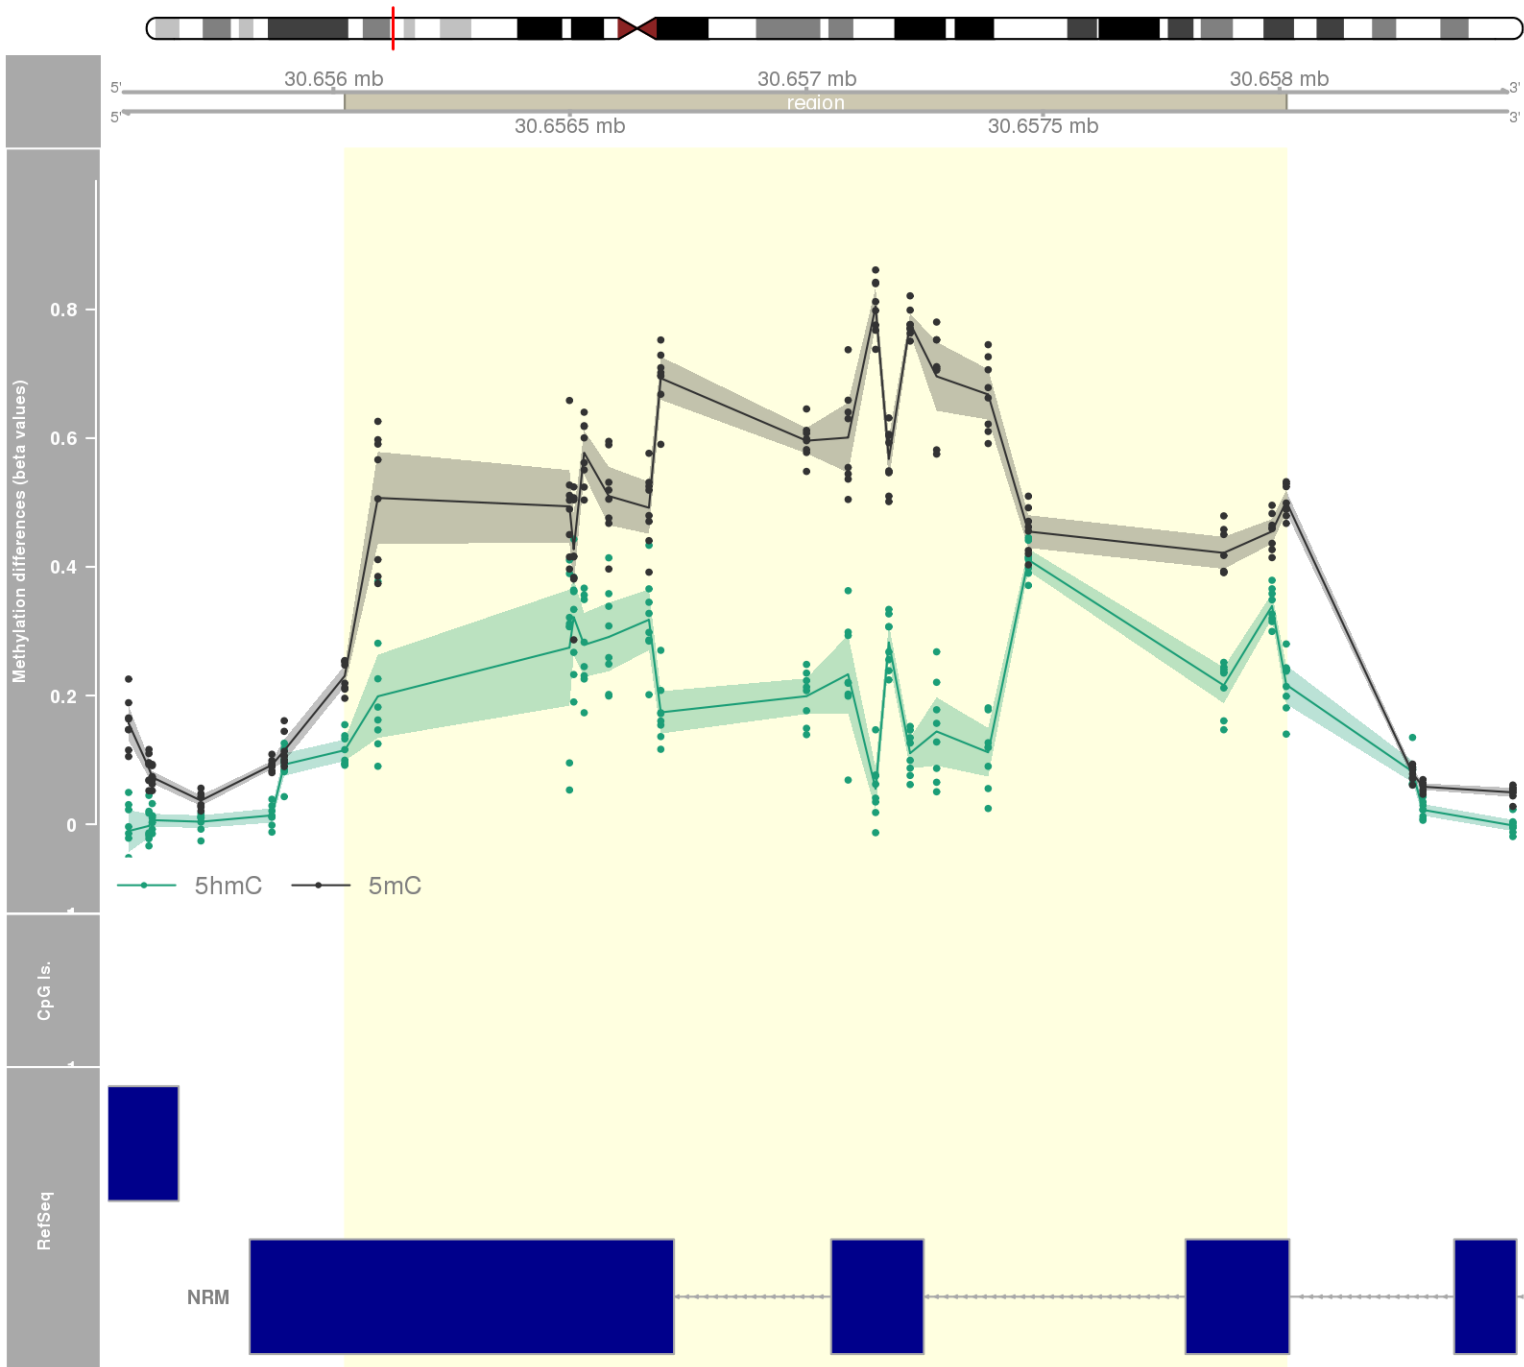 30.656 mb
30.657 mb
30.658 mb
5'
3'
region
5'
3'
30.6565 mb
30.6575 mb
Methylation differences (beta values)
0.8
0.6
0.4
0.2
0
5hmC
5mC
CpG Is.
RefSeq
NRM